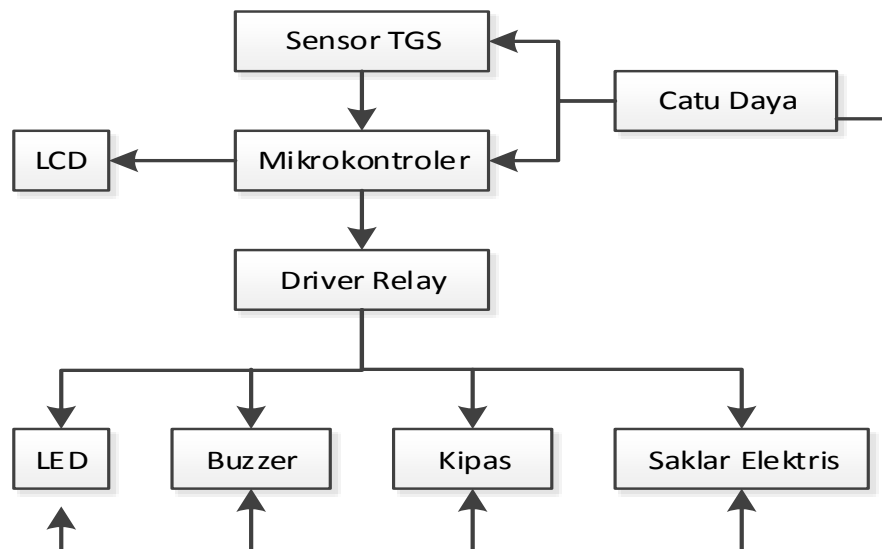 Sensor TGS
Catu Daya
LCD
Mikrokontroler
Driver Relay
LED
Buzzer
Kipas
Saklar Elektris